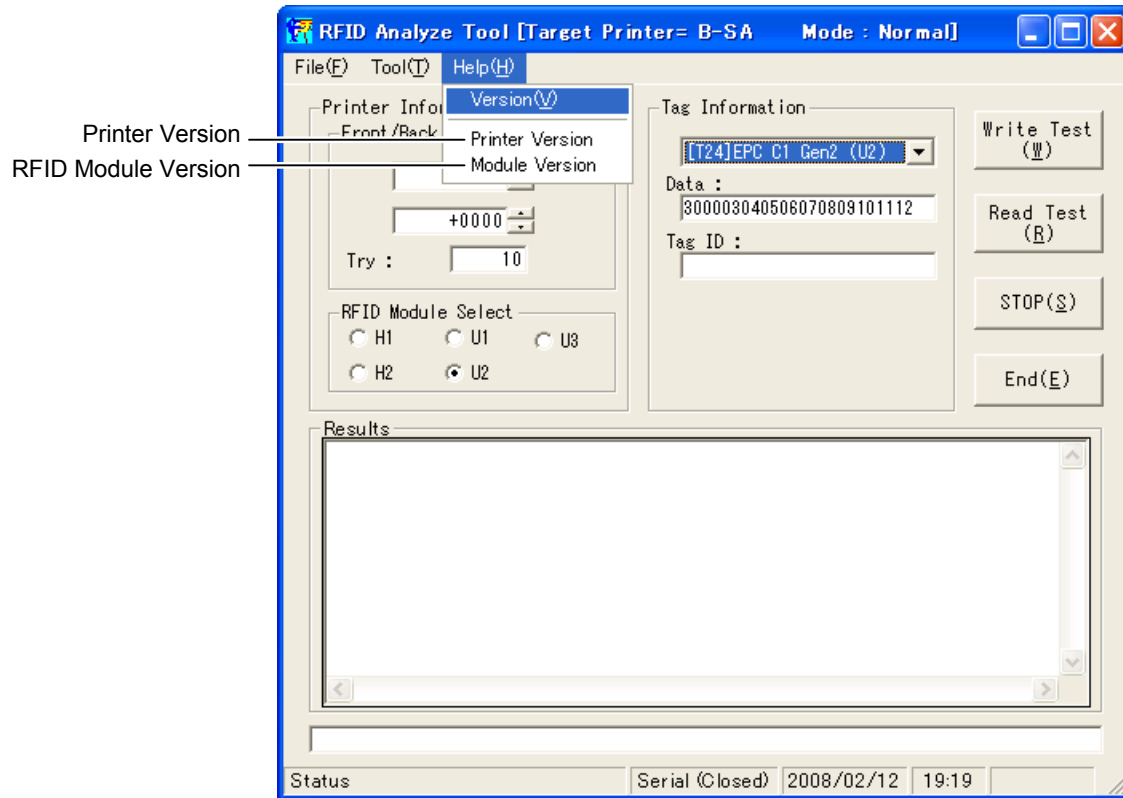 RFID Analyze Tool [Target Printer= B-SA Mode : Normal]
File(F) Tool(T) Help(H)
Version(V)
Printer Version
Module Version
Printer Version
RFID Module Version
Front/Back
+0000
Try : 10
RFID Module Select
H1 U1 U3
H2 U2
Tag Information
[T24]EPC C1 Gen2 (U2)
Data :
300003040506070809101112
Tag ID :
Write Test
(W)
Read Test
(R)
STOP(S)
End(E)
Results
Status Serial (Closed) 2008/02/12 19:19